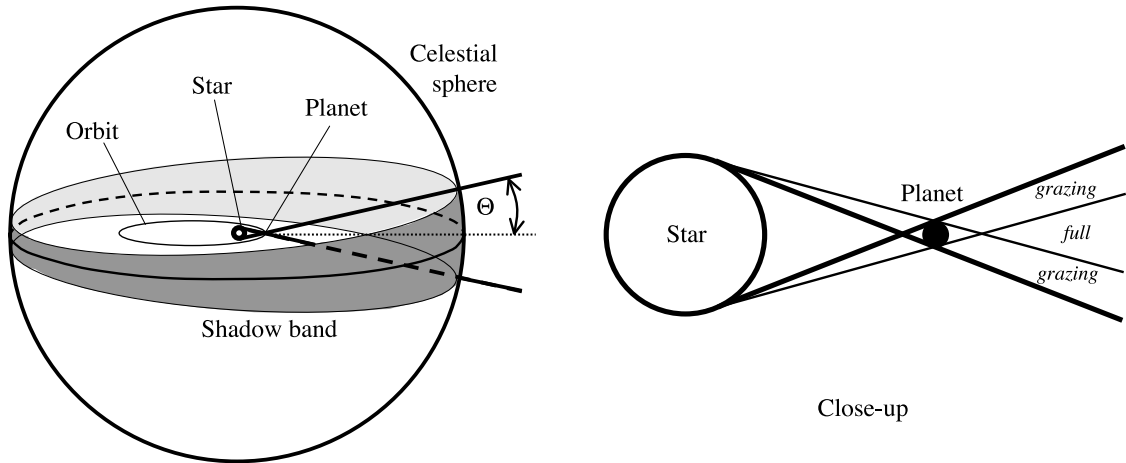 Celestial
sphere
Star
Planet
Orbit
Θ
Shadow band
Planet
grazing
Star
full
grazing
Close-up